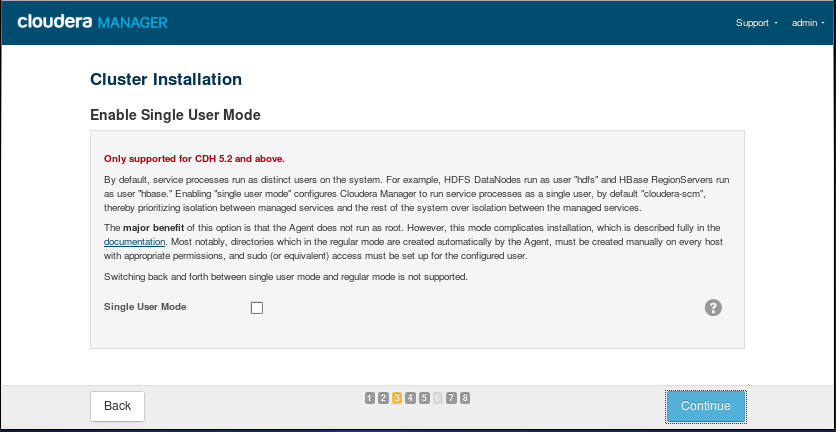 cloudera MANAGER
Support
admin
Cluster Installation
Enable Single User Mode
Only supported for CDH 5.2 and above.
By default, service processes run as distinct users on the system. For example, HDFS DataNodes run as user "hdfs" and HBase RegionServers run
as user "hbase." Enabling "single user mode" configures Cloudera Manager to run service processes as a single user, by default "cloudera-scm",
thereby prioritizing isolation between managed services and the rest of the system over isolation between the managed services.
The major benefit of this option is that the Agent does not run as root. However, this mode complicates installation, which is described fully in the
documentation. Most notably, directories which in the regular mode are created automatically by the Agent, must be created manually on every host
with appropriate permissions, and sudo (or equivalent) access must be set up for the configured user.
Switching back and forth between single user mode and regular mode is not supported.
Single User Mode
?
Back
1 2 3 4 5 6 7 8
Continue